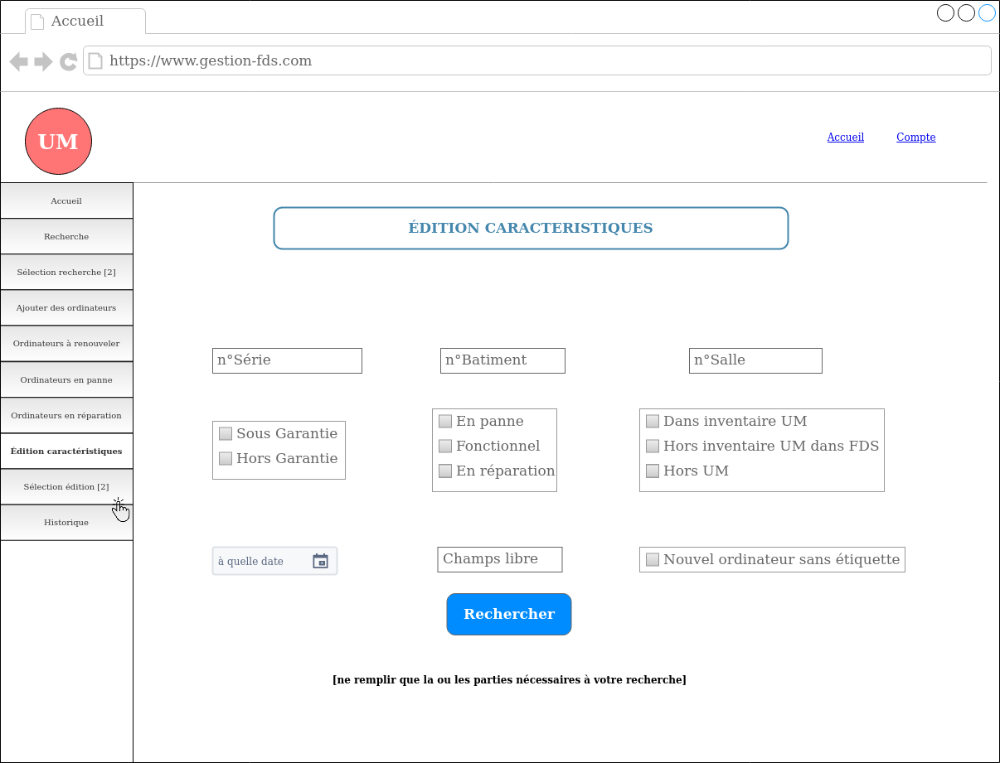 Accueil
https://www.gestion-fds.com
UM
Accueil
Compte
Accueil
Recherche
Sélection recherche [2]
Ajouter des ordinateurs
Ordinateurs à renouveler
Ordinateurs en panne
Ordinateurs en réparation
Édition caractéristiques
Sélection édition [2]
Historique
ÉDITION CARACTERISTIQUES
n°Série
n°Batiment
n°Salle
Sous Garantie
Hors Garantie
En panne
Fonctionnel
En réparation
Dans inventaire UM
Hors inventaire UM dans FDS
Hors UM
à quelle date
Champs libre
Nouvel ordinateur sans étiquette
Rechercher
[ne remplir que la ou les parties nécessaires à votre recherche]